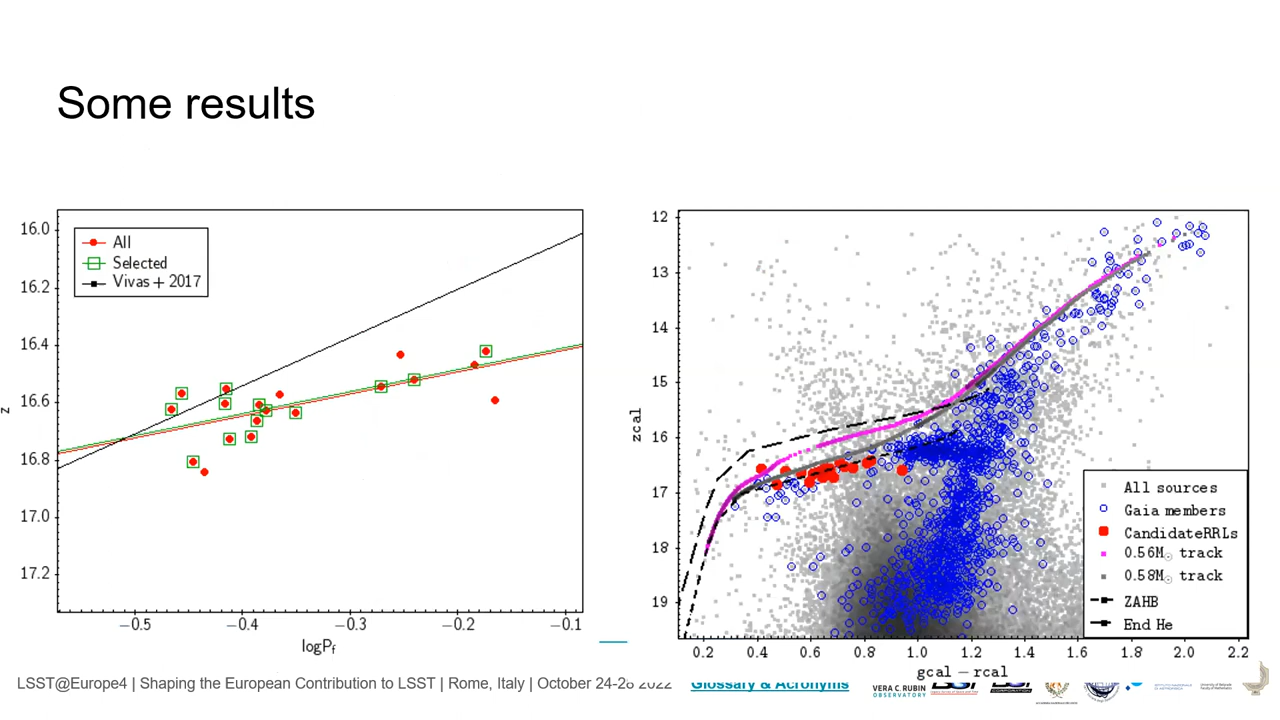 Some results
16.0
16.2
16.4
16.6
16.8
17.0
17.2
z
All
Selected
Vivas + 2017
−0.5
−0.4
−0.3
−0.2
−0.1
logPf
12
13
14
15
16
17
18
19
zcal
All sources
Gaia members
CandidateRRLs
0.56M☉ track
0.58M☉ track
ZAHB
End He
0.2
0.4
0.6
0.8
1.0
1.2
1.4
1.6
1.8
2.0
2.2
gcal − rcal
LSST@Europe4 | Shaping the European Contribution to LSST | Rome, Italy | October 24-28 2022
Glossary & Acronyms
VERA C. RUBIN
OBSERVATORY